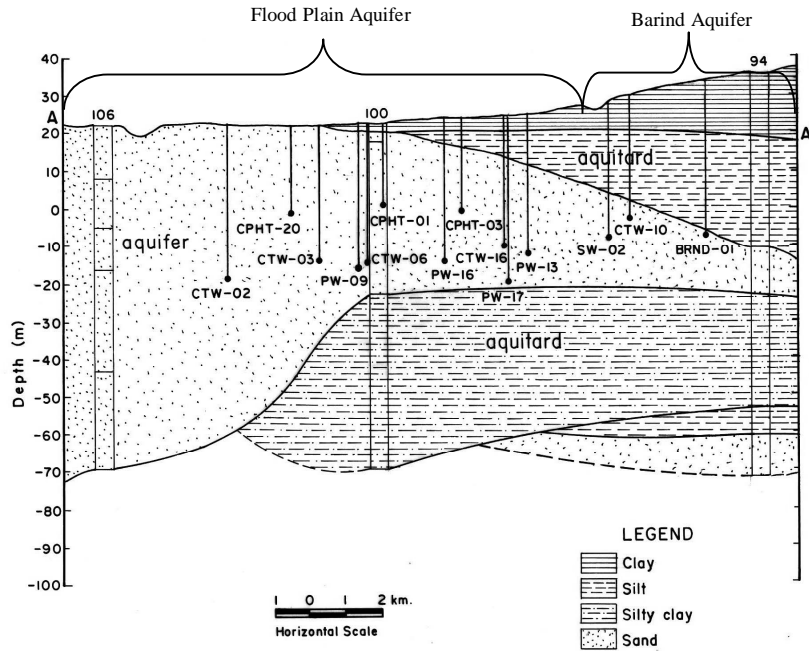 Flood Plain Aquifer
Barind Aquifer
40
30
A
20
10
0
-10
-20
-30
-40
-50
-60
-70
-80
-90
-100
Depth (m)
106
100
94
A
aquitard
aquifer
CPHT-20
CPHT-01
CPHT-03
CTW-10
SW-02
BRND-01
CTW-03
CTW-06
CTW-16
PW-09
PW-16
PW-13
CTW-02
PW-17
aquitard
1 0 1 2 km.
Horizontal Scale
LEGEND
Clay
Silt
Silty clay
Sand